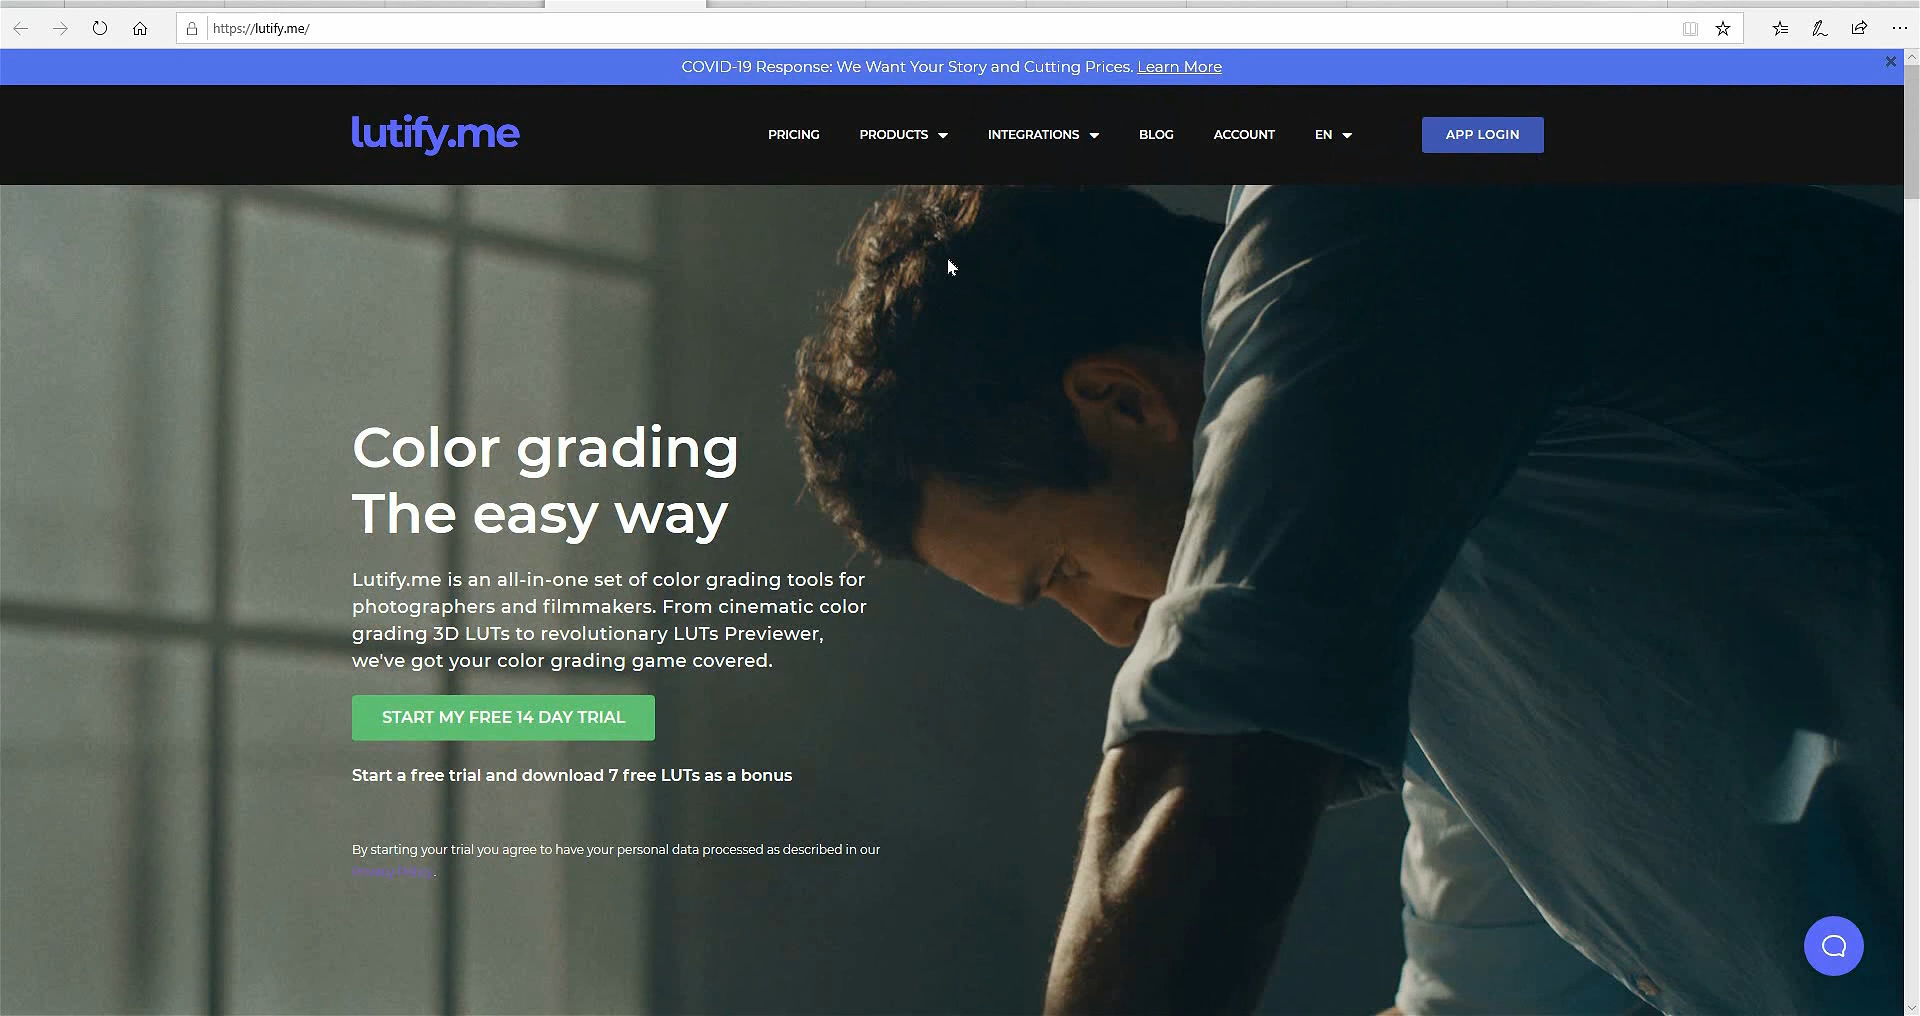 https://lutify.me/
COVID-19 Response: We Want Your Story and Cutting Prices. Learn More
lutify.me
PRICING
PRODUCTS
INTEGRATIONS
BLOG
ACCOUNT
EN
APP LOGIN
Color grading
The easy way
Lutify.me is an all-in-one set of color grading tools for
photographers and filmmakers. From cinematic color
grading 3D LUTs to revolutionary LUTs Previewer,
we've got your color grading game covered.
START MY FREE 14 DAY TRIAL
Start a free trial and download 7 free LUTs as a bonus
By starting your trial you agree to have your personal data processed as described in our
Privacy Policy.